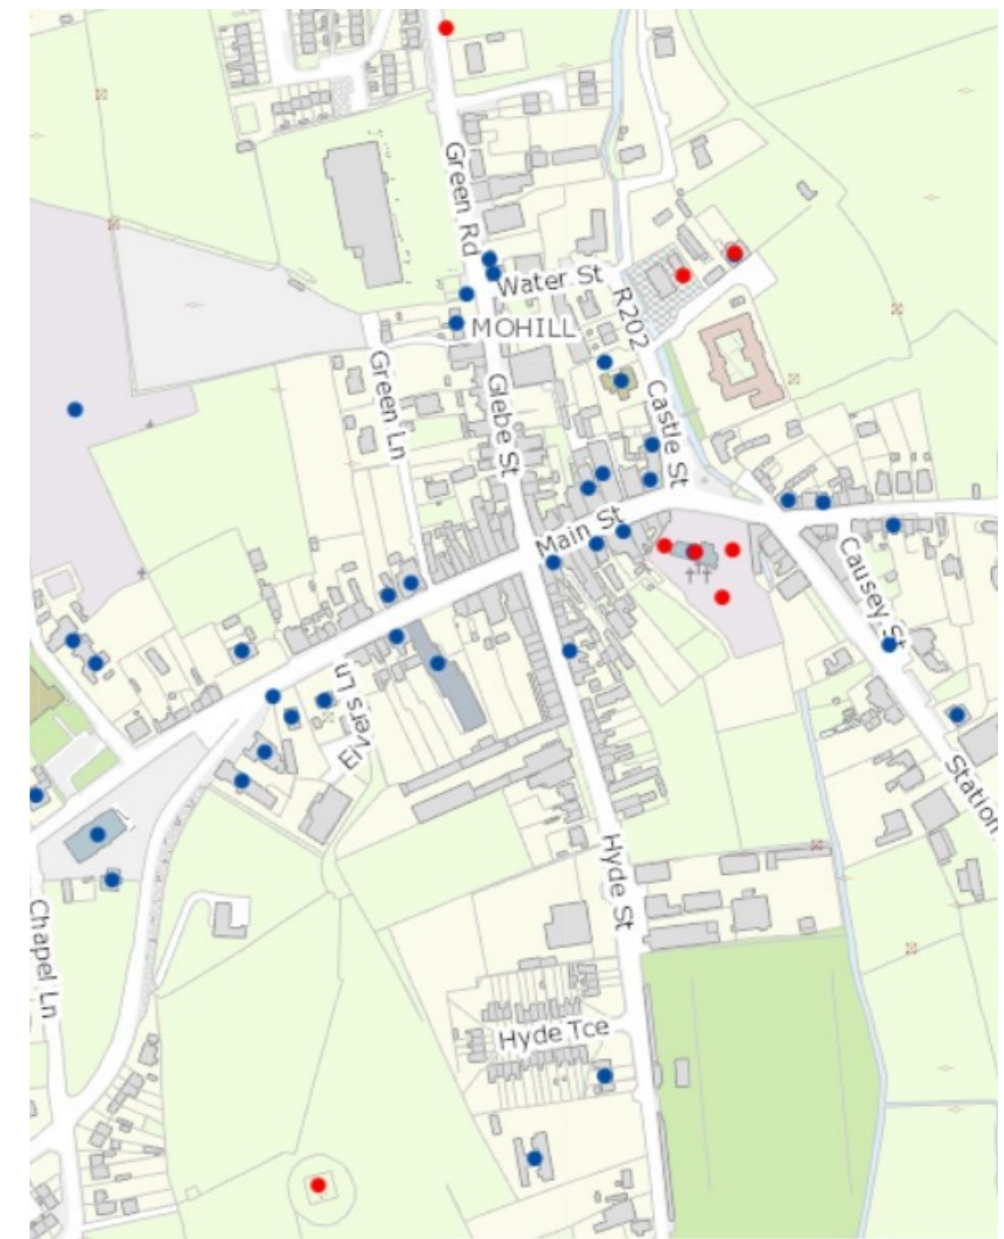 Green Rd
Water St
R202
MOHILL
Green Ln
Glebe St
Castle St
Main St
Causey St
Evers Ln
Station
Hyde St
Chapel Ln
Hyde Tce